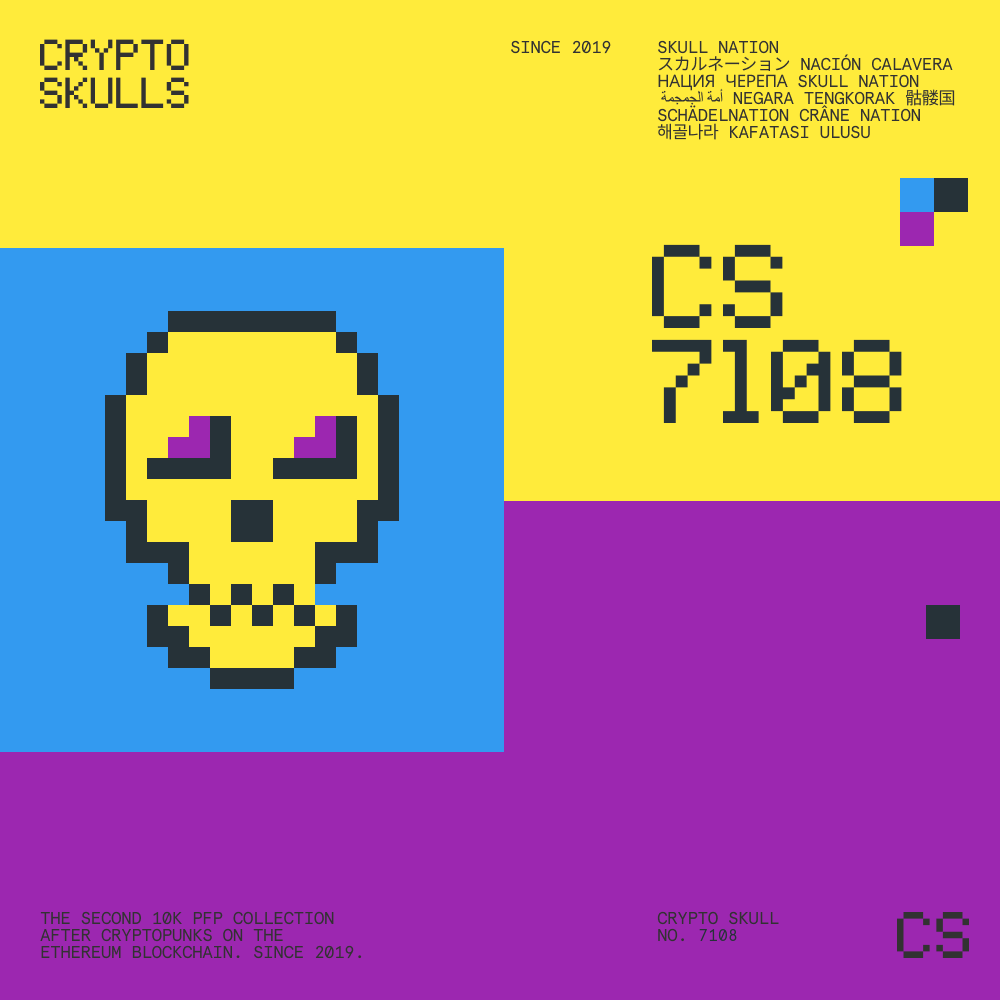 CRYPTO
SKULLS
SINCE 2019
SKULL NATION
スカルネーション NACIÓN CALAVERA
НАЦИЯ ЧЕРЕПА SKULL NATION
أمة الجمجمة NEGARA TENGKORAK 骷髅国
SCHÄDELNATION CRÂNE NATION
해골나라 KAFATASI ULUSU
CS
7108
THE SECOND 10K PFP COLLECTION
AFTER CRYPTOPUNKS ON THE
ETHEREUM BLOCKCHAIN. SINCE 2019.
CRYPTO SKULL
NO. 7108
CS